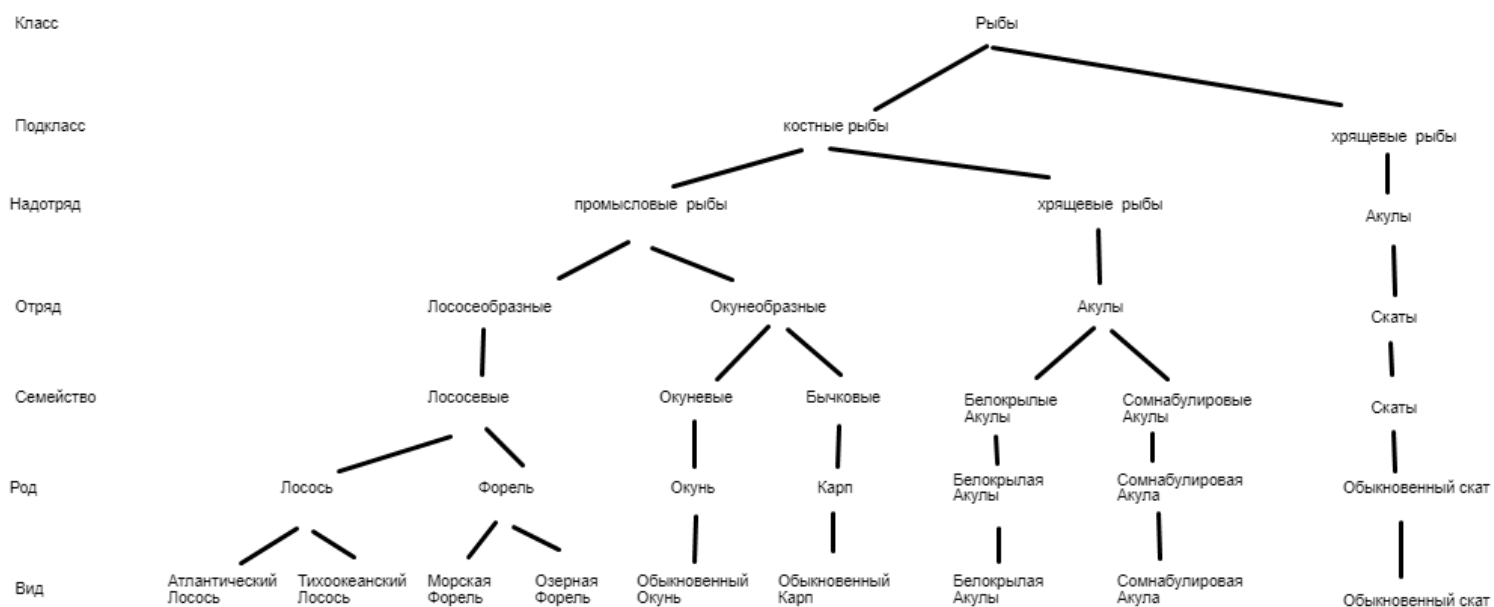 Класс
Рыбы
Подкласс
костные рыбы
хрящевые рыбы
Надотряд
промысловые рыбы
хрящевые рыбы
Акулы
Отряд
Лососеобразные
Окунеобразные
Акулы
Скаты
Семейство
Лососевые
Окуневые
Бычковые
Белокрылые
Акулы
Сомнабулировые
Акулы
Скаты
Род
Лосось
Форель
Окунь
Карп
Белокрылая
Акулы
Сомнабулировая
Акула
Обыкновенный скат
Вид
Атлантический
Лосось
Тихоокеанский
Лосось
Морская
Форель
Озерная
Форель
Обыкновенный
Окунь
Обыкновенный
Карп
Белокрылая
Акулы
Сомнабулировая
Акула
Обыкновенный скат